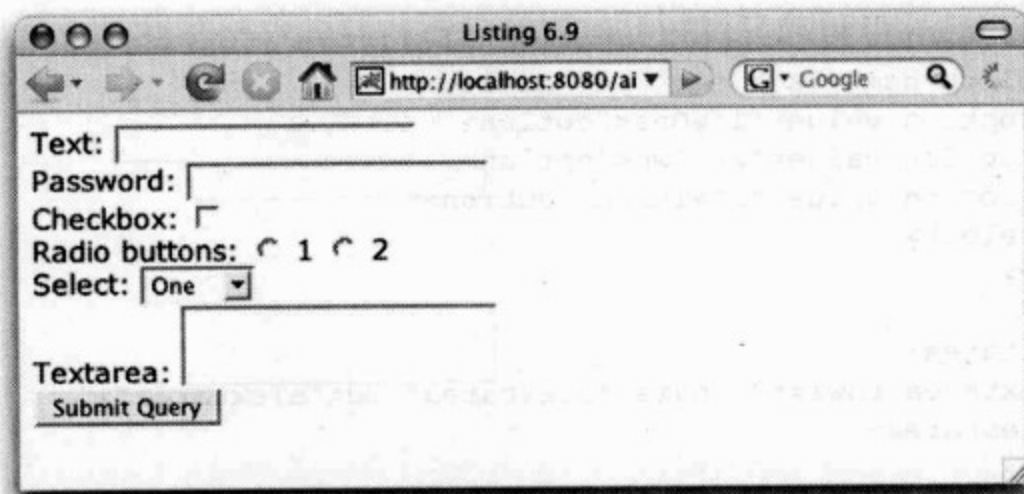 Listing 6.9
http://localhost:8080/ai G Google
Text:
Password:
Checkbox:
Radio buttons: 1 2
Select: One
Textarea:
Submit Query